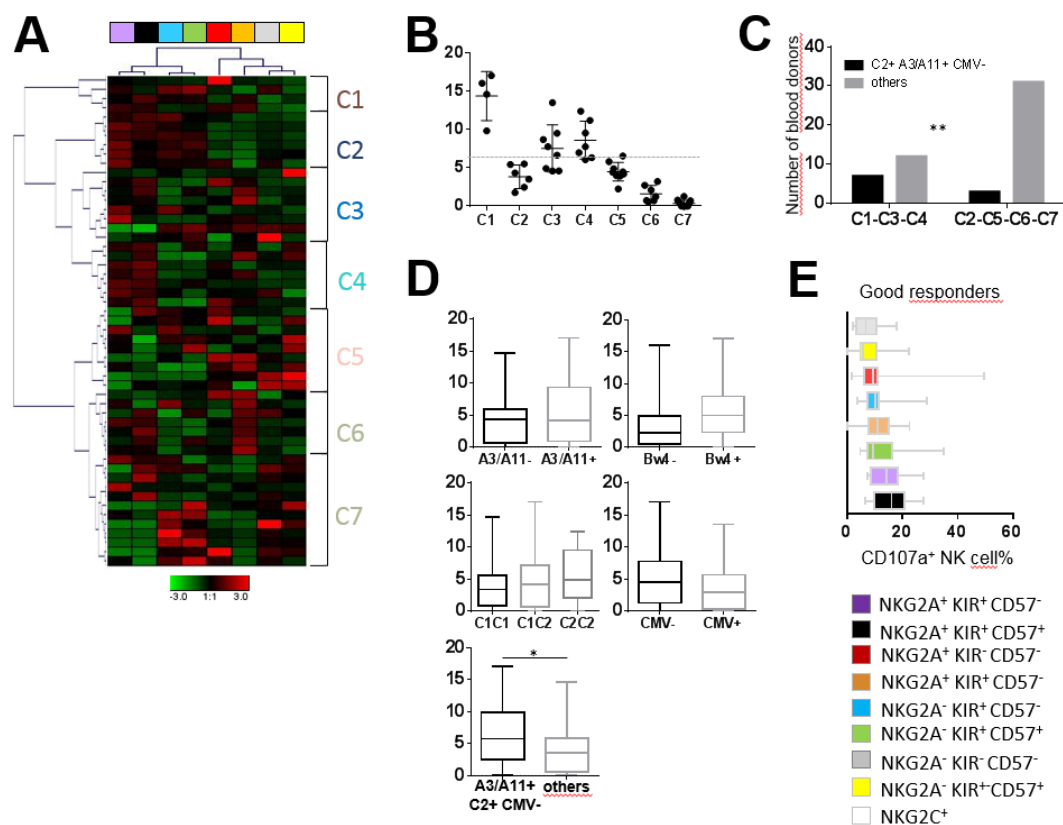 A
C1
C2
C3
C4
C5
C6
C7
-3.0 1:1 3.0
B
20
15
10
5
0
C1 C2 C3 C4 C5 C6 C7
C
Number of blood donors
40
30
20
10
0
C2+ A3/A11+ CMV-
others
**
C1-C3-C4 C2-C5-C6-C7
D
20
15
10
5
0
A3/A11- A3/A11+
20
15
10
5
0
Bw4- Bw4+
20
15
10
5
0
C1C1 C1C2 C2C2
20
15
10
5
0
CMV- CMV+
20
15
10
5
0
*
A3/A11+ others
C2+ CMV-
E
Good responders
0 20 40 60
CD107a⁺ NK cell%
NKG2A⁺ KIR⁺ CD57⁻
NKG2A⁺ KIR⁺ CD57⁺
NKG2A⁺ KIR⁻ CD57⁻
NKG2A⁺ KIR⁺ CD57⁻
NKG2A⁻ KIR⁺ CD57⁻
NKG2A⁻ KIR⁺ CD57⁺
NKG2A⁻ KIR⁻ CD57⁻
NKG2A⁻ KIR⁺⁻ CD57⁺
NKG2C⁺